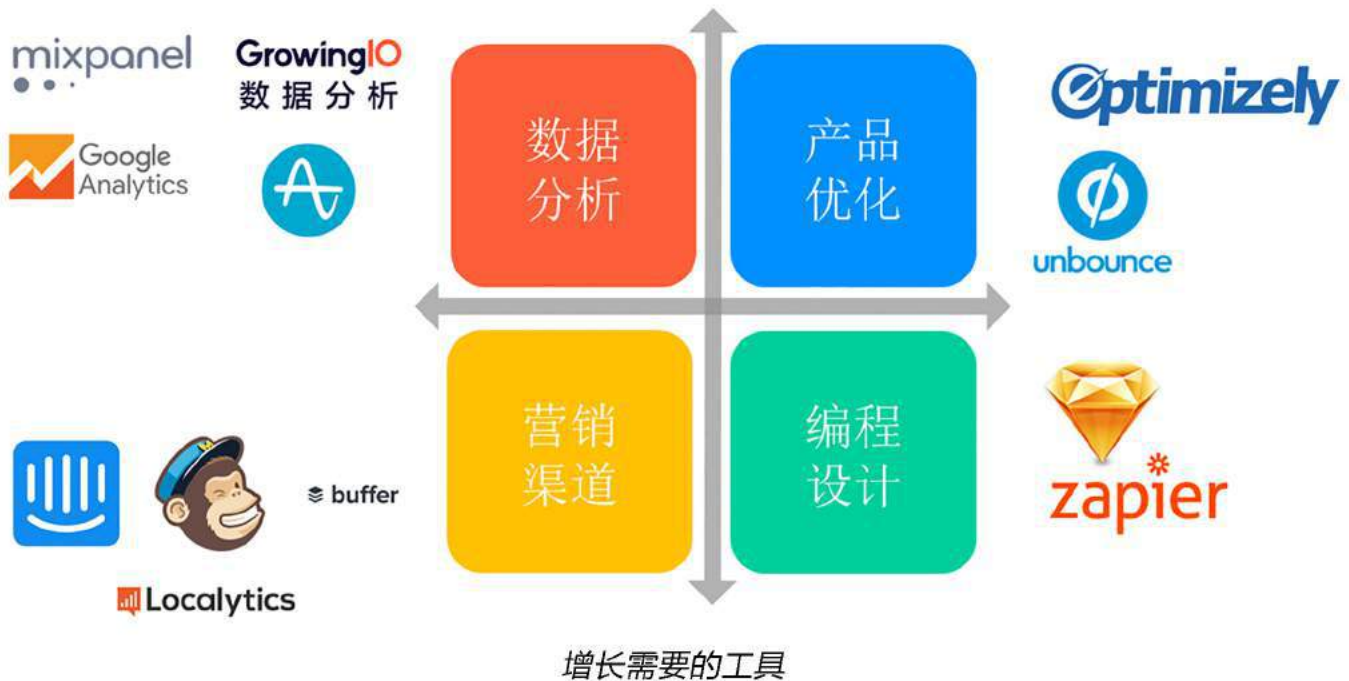 mixpanel
GrowingIO
数据分析
Google
Analytics
数据
分析
产品
优化
Optimizely
unbounce
营销
渠道
编程
设计
buffer
Localytics
zapier
增长需要的工具